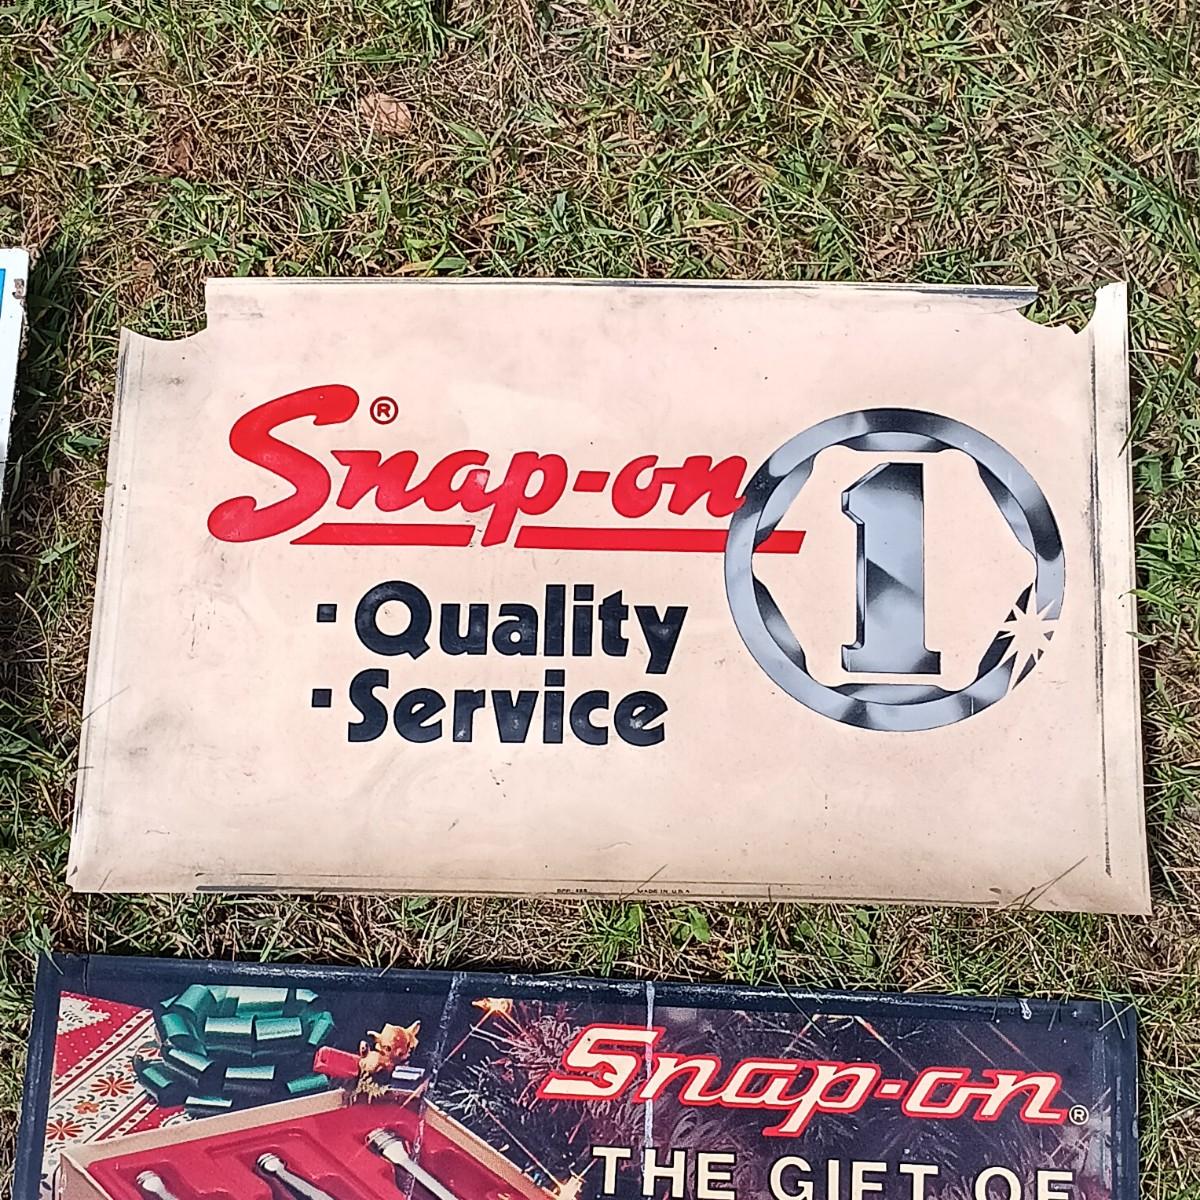 Snap-on®
1
·Quality
·Service
MADE IN U.S.A.
Snap-on®
THE GIFT OF